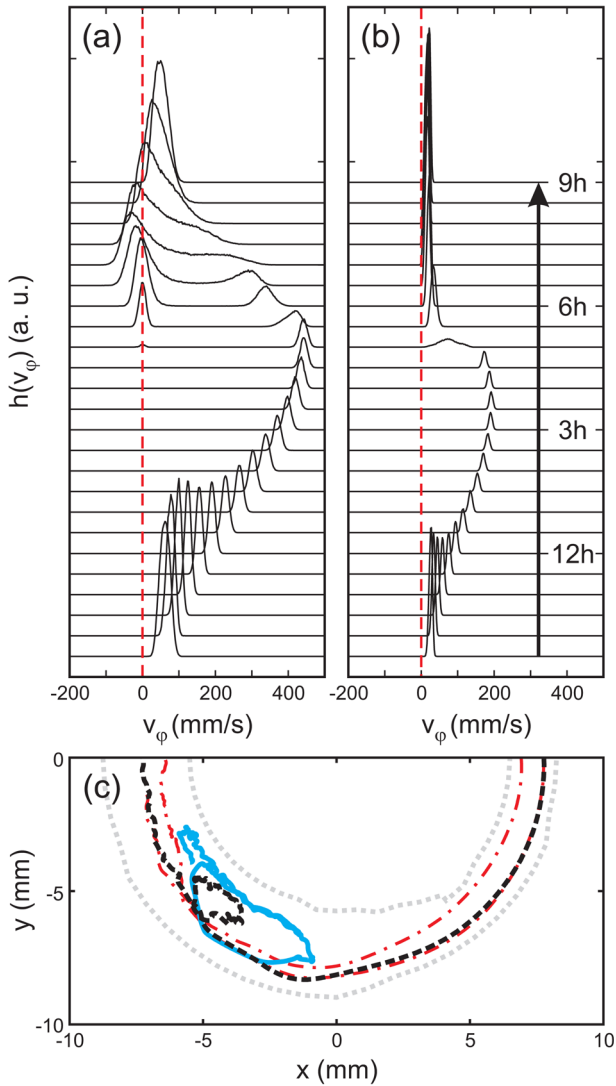 (a)
(b)
9h
6h
3h
12h
h(vφ) (a. u.)
-200 0 200 400
-200 0 200 400
vφ (mm/s)
vφ (mm/s)
(c)
0
-5
-10
y (mm)
-10 -5 0 5 10
x (mm)